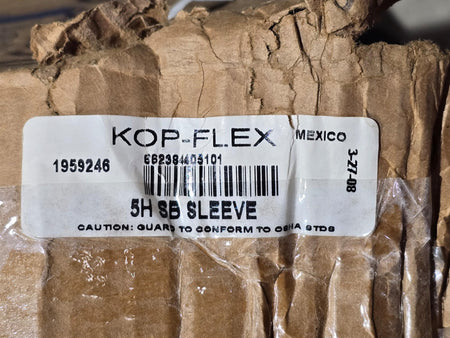 KOP-FLEX MEXICO
1959246
662384405101
3-27-08
5H SB SLEEVE
CAUTION: GUARD TO CONFORM TO OSHA STDS